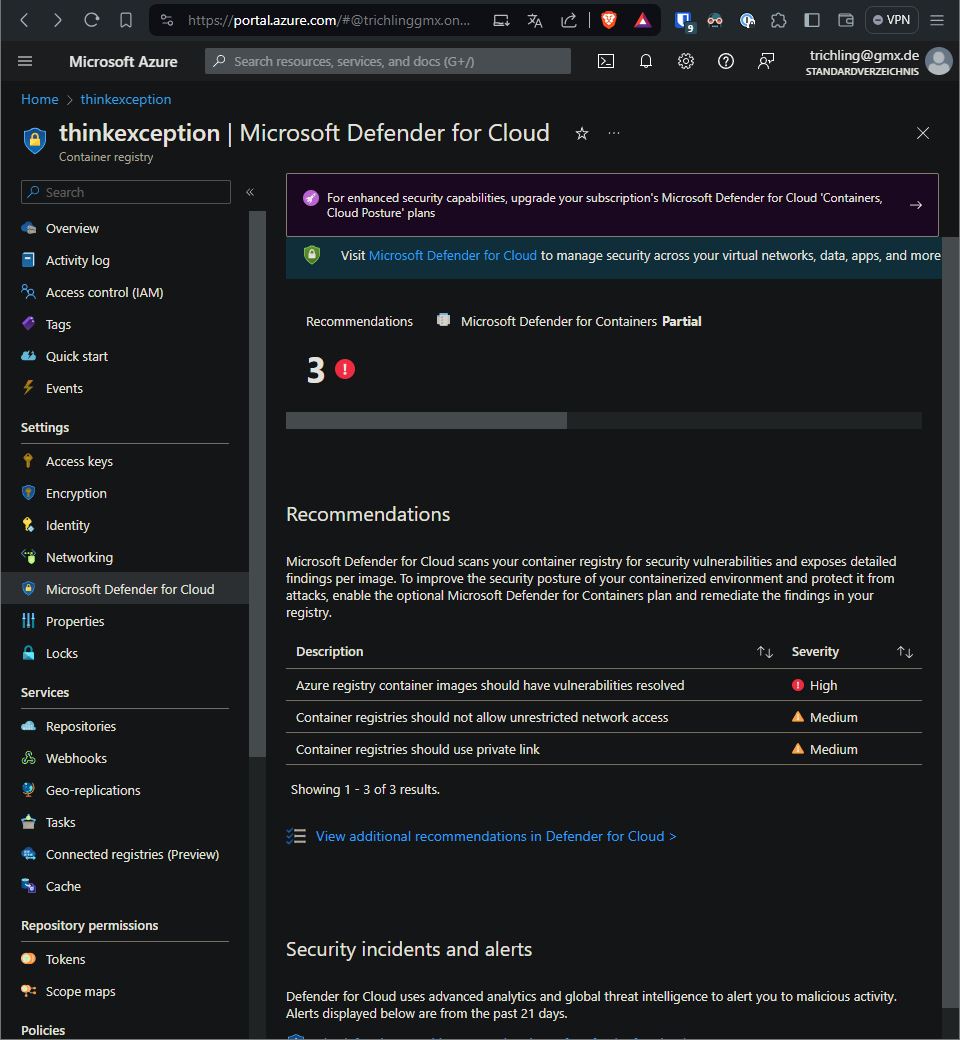 https://portal.azure.com/#@trichlinggmx.on...
9
VPN
Microsoft Azure
Search resources, services, and docs (G+/)
trichling@gmx.de
STANDARDVERZEICHNIS
Home > thinkexception
thinkexception | Microsoft Defender for Cloud
Container registry
Search
Overview
Activity log
Access control (IAM)
Tags
Quick start
Events
Settings
Access keys
Encryption
Identity
Networking
Microsoft Defender for Cloud
Properties
Locks
Services
Repositories
Webhooks
Geo-replications
Tasks
Connected registries (Preview)
Cache
Repository permissions
Tokens
Scope maps
Policies
For enhanced security capabilities, upgrade your subscription's Microsoft Defender for Cloud 'Containers,
Cloud Posture' plans
Visit Microsoft Defender for Cloud to manage security across your virtual networks, data, apps, and more
Recommendations
Microsoft Defender for Containers Partial
3
Recommendations
Microsoft Defender for Cloud scans your container registry for security vulnerabilities and exposes detailed
findings per image. To improve the security posture of your containerized environment and protect it from
attacks, enable the optional Microsoft Defender for Containers plan and remediate the findings in your
registry.
Description Severity
Azure registry container images should have vulnerabilities resolved High
Container registries should not allow unrestricted network access Medium
Container registries should use private link Medium
Showing 1 - 3 of 3 results.
View additional recommendations in Defender for Cloud >
Security incidents and alerts
Defender for Cloud uses advanced analytics and global threat intelligence to alert you to malicious activity.
Alerts displayed below are from the past 21 days.